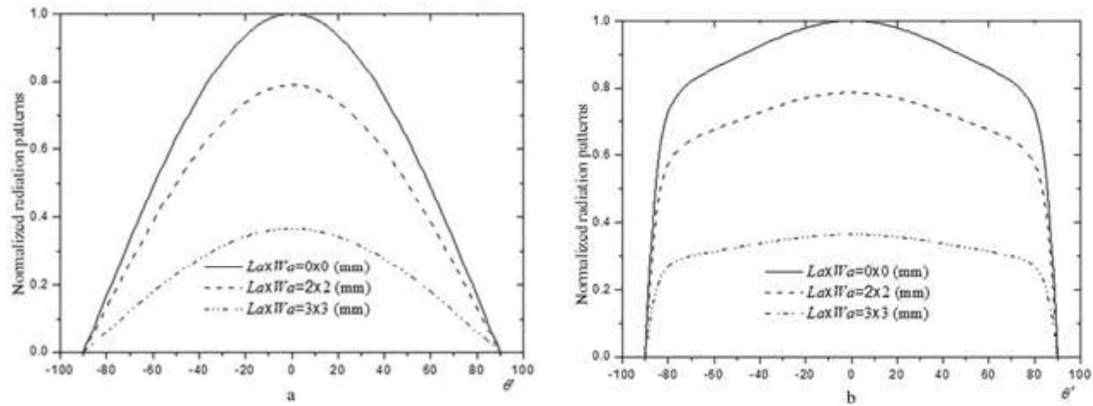 Normalized radiation patterns
1.0
0.8
0.6
0.4
0.2
0.0
LaxWa=0x0 (mm)
LaxWa=2x2 (mm)
LaxWa=3x3 (mm)
-100 -80 -60 -40 -20 0 20 40 60 80 100
a
θ'
Normalized radiation patterns
1.0
0.8
0.6
0.4
0.2
0.0
LaxWa=0x0 (mm)
LaxWa=2x2 (mm)
LaxWa=3x3 (mm)
-100 -80 -60 -40 -20 0 20 40 60 80 100
b
θ'